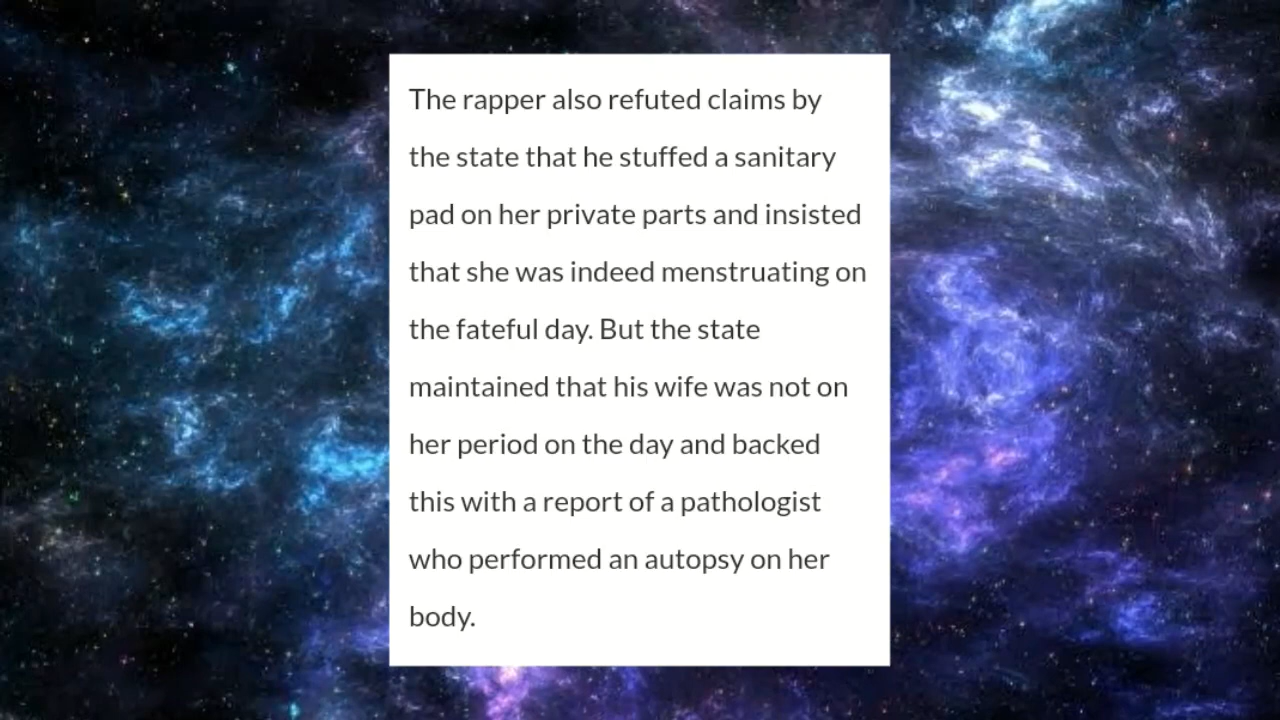 The rapper also refuted claims by
the state that he stuffed a sanitary
pad on her private parts and insisted
that she was indeed menstruating on
the fateful day. But the state
maintained that his wife was not on
her period on the day and backed
this with a report of a pathologist
who performed an autopsy on her
body.